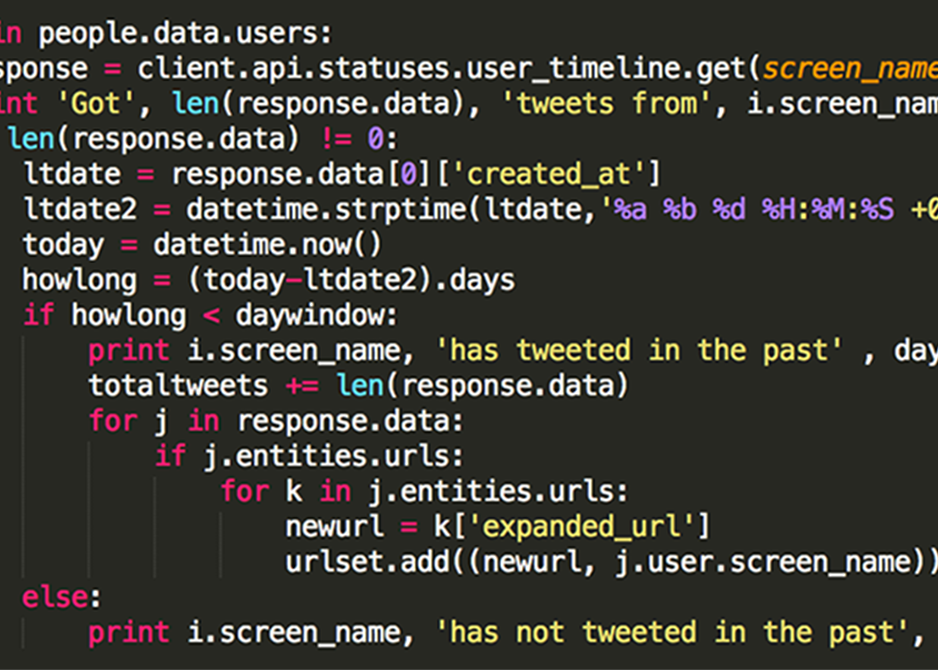 in people.data.users:
sponse = client.api.statuses.user_timeline.get(screen_name
int 'Got', len(response.data), 'tweets from', i.screen_nam
len(response.data) != 0:
ltdate = response.data[0]['created_at']
ltdate2 = datetime.strptime(ltdate,'%a %b %d %H:%M:%S +0
today = datetime.now()
howlong = (today-ltdate2).days
if howlong < daywindow:
print i.screen_name, 'has tweeted in the past' , day
totaltweets += len(response.data)
for j in response.data:
if j.entities.urls:
for k in j.entities.urls:
newurl = k['expanded_url']
urlset.add((newurl, j.user.screen_name))
else:
print i.screen_name, 'has not tweeted in the past',